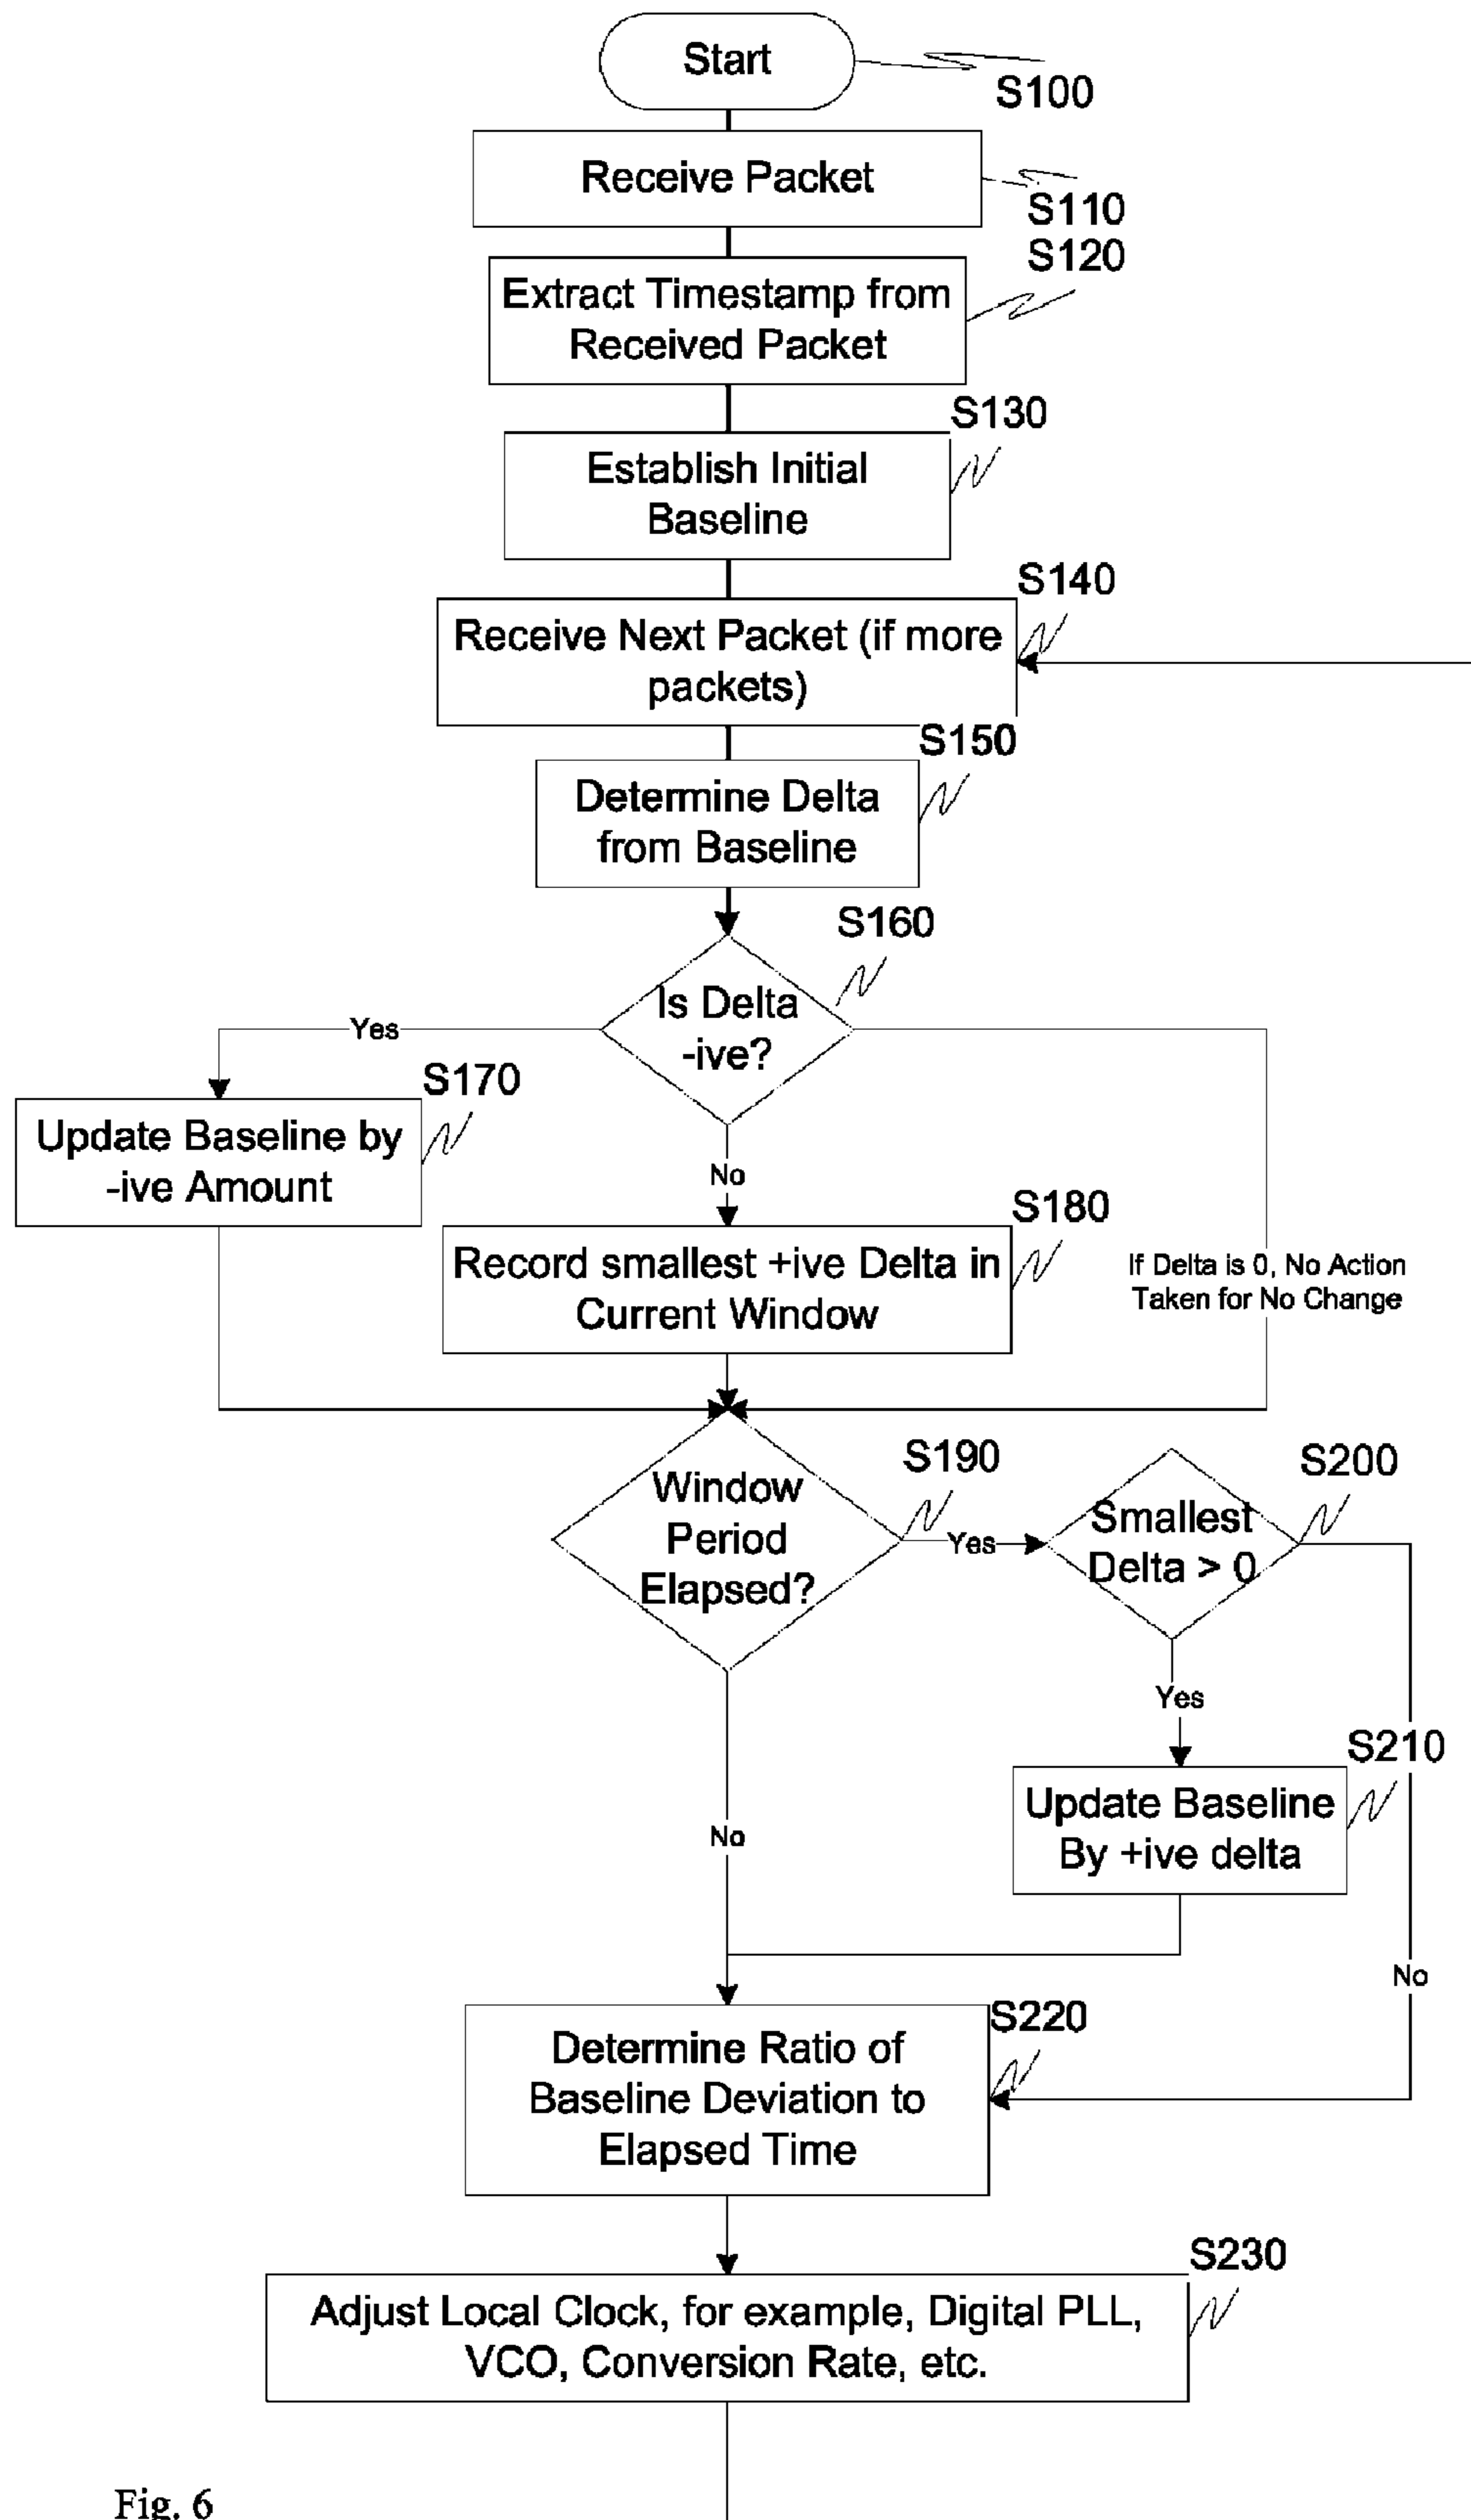 Start
S100
Receive Packet
S110
S120
Extract Timestamp from
Received Packet
S130
Establish Initial
Baseline
S140
Receive Next Packet (if more
packets)
S150
Determine Delta
from Baseline
S160
Is Delta
-ive?
Yes
S170
Update Baseline by
-ive Amount
No
S180
Record smallest +ive Delta in
Current Window
If Delta is 0, No Action
Taken for No Change
S190
Window
Period
Elapsed?
Yes
S200
Smallest
Delta > 0
Yes
S210
Update Baseline
By +ive delta
No
No
S220
Determine Ratio of
Baseline Deviation to
Elapsed Time
S230
Adjust Local Clock, for example, Digital PLL,
VCO, Conversion Rate, etc.
Fig. 6